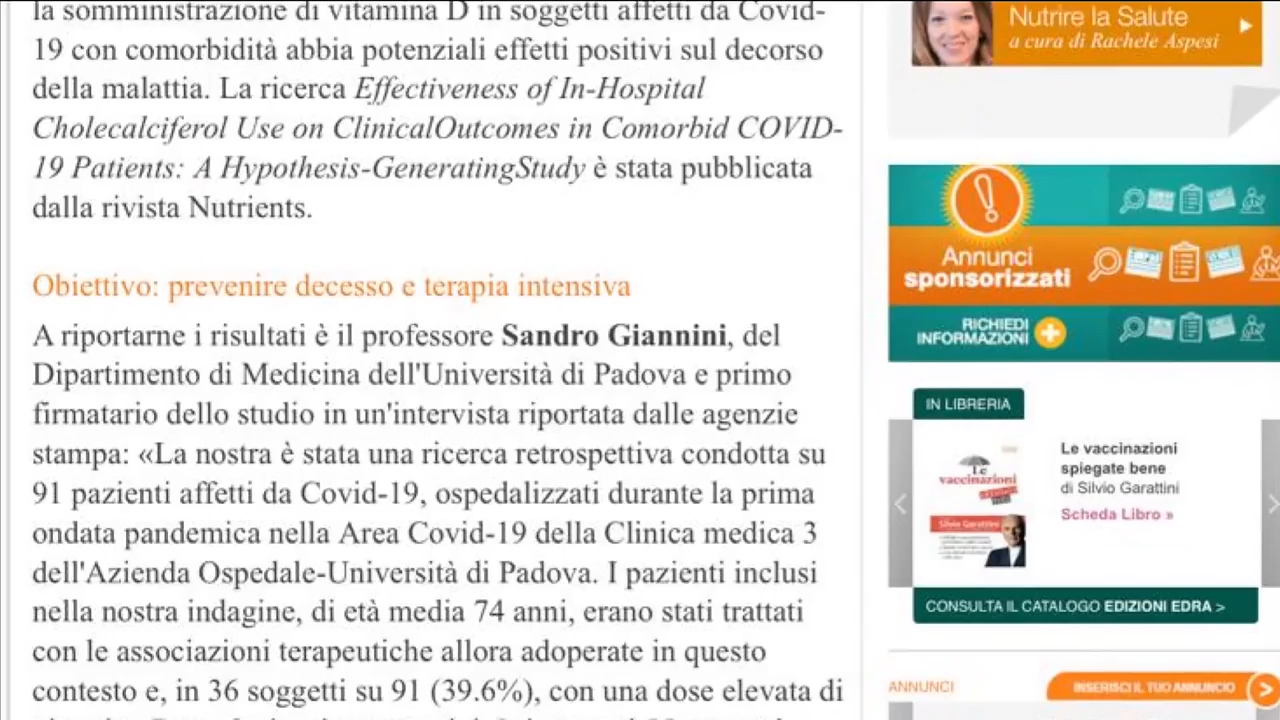 la somministrazione di vitamina D in soggetti affetti da Covid-
19 con comorbidità abbia potenziali effetti positivi sul decorso
della malattia. La ricerca Effectiveness of In-Hospital
Cholecalciferol Use on ClinicalOutcomes in Comorbid COVID-
19 Patients: A Hypothesis-GeneratingStudy è stata pubblicata
dalla rivista Nutrients.
Obiettivo: prevenire decesso e terapia intensiva
A riportarne i risultati è il professore Sandro Giannini, del
Dipartimento di Medicina dell'Università di Padova e primo
firmatario dello studio in un'intervista riportata dalle agenzie
stampa: «La nostra è stata una ricerca retrospettiva condotta su
91 pazienti affetti da Covid-19, ospedalizzati durante la prima
ondata pandemica nella Area Covid-19 della Clinica medica 3
dell'Azienda Ospedale-Università di Padova. I pazienti inclusi
nella nostra indagine, di età media 74 anni, erano stati trattati
con le associazioni terapeutiche allora adoperate in questo
contesto e, in 36 soggetti su 91 (39.6%), con una dose elevata di
Nutrire la Salute
a cura di Rachele Aspesi
Annunci
sponsorizzati
RICHIEDI
INFORMAZIONI
IN LIBRERIA
Le
vaccinazioni
Silvio Garattini
Le vaccinazioni
spiegate bene
di Silvio Garattini
Scheda Libro »
CONSULTA IL CATALOGO EDIZIONI EDRA >
ANNUNCI
INSERISCI IL TUO ANNUNCIO